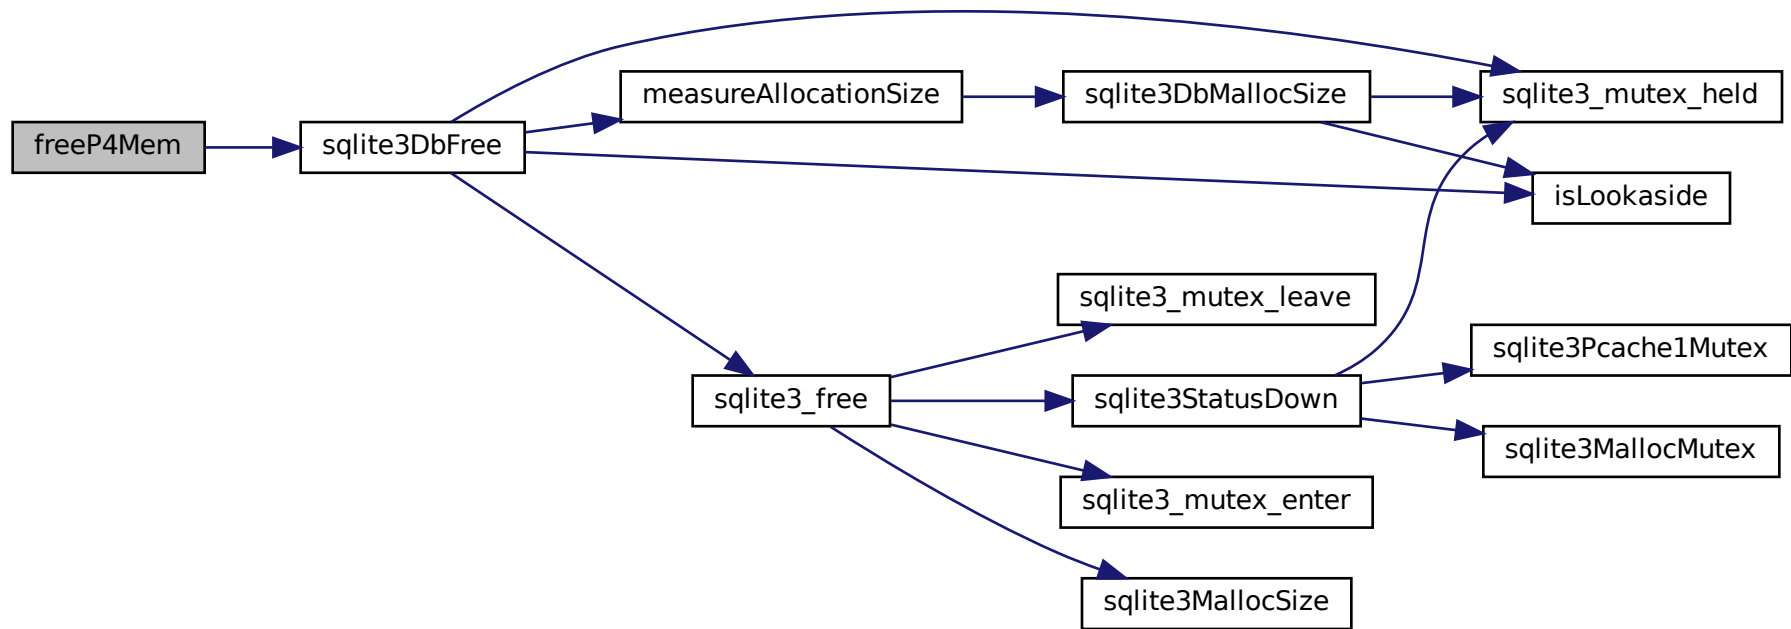 measureAllocationSize
sqlite3DbMallocSize
sqlite3_mutex_held
freeP4Mem
sqlite3DbFree
isLookaside
sqlite3_mutex_leave
sqlite3Pcache1Mutex
sqlite3_free
sqlite3StatusDown
sqlite3MallocMutex
sqlite3_mutex_enter
sqlite3MallocSize